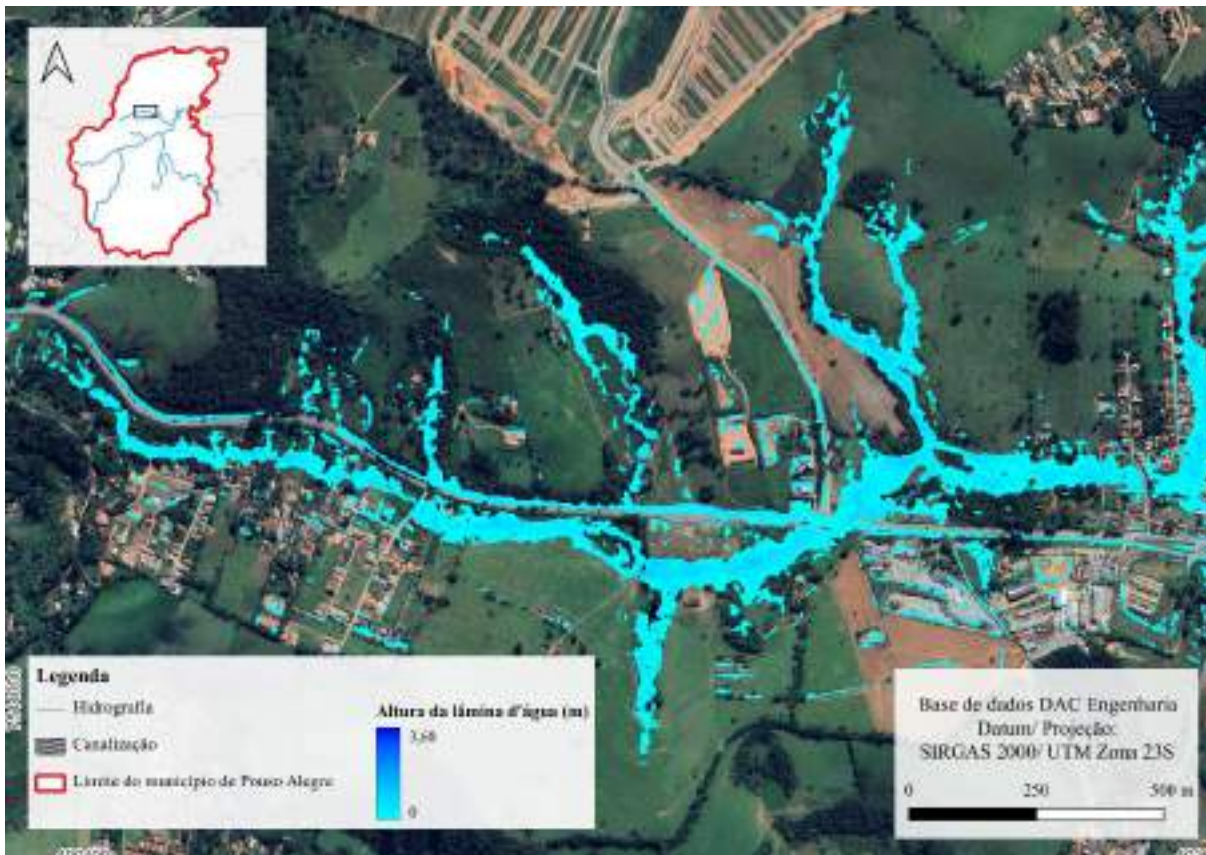 Legenda
Hidrografia
Canalização
Limite do município de Pouso Alegre
Altura da lâmina d'água (m)
3,60
0
Base de dados DAC Engenharia
Datum/ Projeção:
SIRGAS 2000/ UTM Zona 23S
0 250 500 m